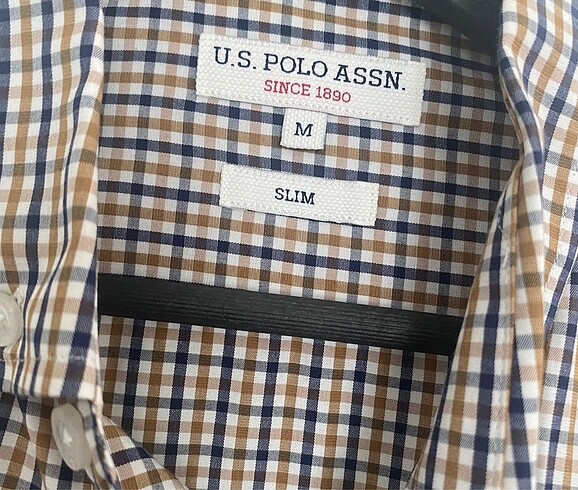 U.S. POLO ASSN.
SINCE 1890
M
SLIM